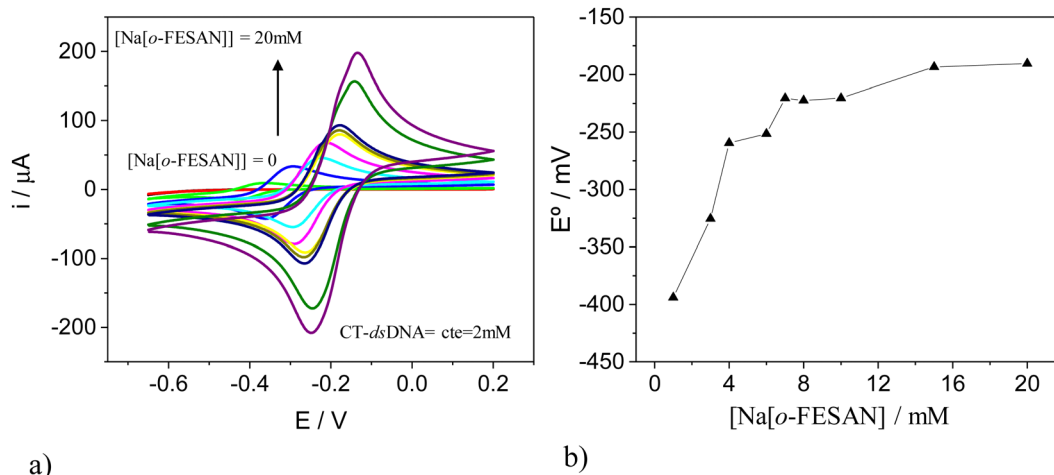 [Na[o-FESAN]] = 20mM
[Na[o-FESAN]] = 0
CT-dsDNA= cte=2mM
200
100
0
-100
-200
i / µA
-0.6
-0.4
-0.2
0.0
0.2
E / V
a)
-150
-200
-250
-300
-350
-400
-450
Eº / mV
0
4
8
12
16
20
[Na[o-FESAN] / mM
b)